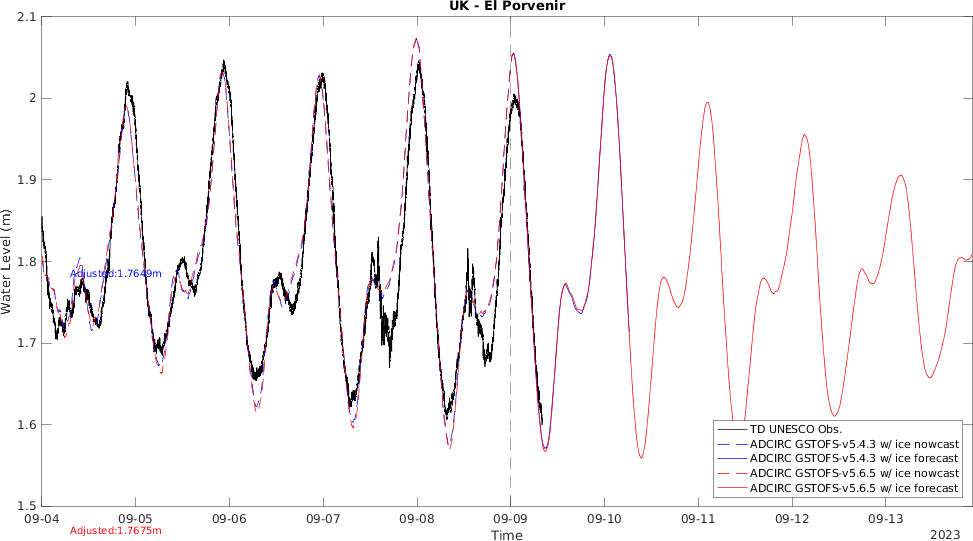 UK - El Porvenir
2.1
2
1.9
1.8
1.7
1.6
1.5
Water Level (m)
Adjusted:1.7649m
TD UNESCO Obs.
ADCIRC GSTOFS-v5.4.3 w/ ice nowcast
ADCIRC GSTOFS-v5.4.3 w/ ice forecast
ADCIRC GSTOFS-v5.6.5 w/ ice nowcast
ADCIRC GSTOFS-v5.6.5 w/ ice forecast
09-04 09-05 09-06 09-07 09-08 09-09 09-10 09-11 09-12 09-13
Adjusted:1.7675m
Time
2023